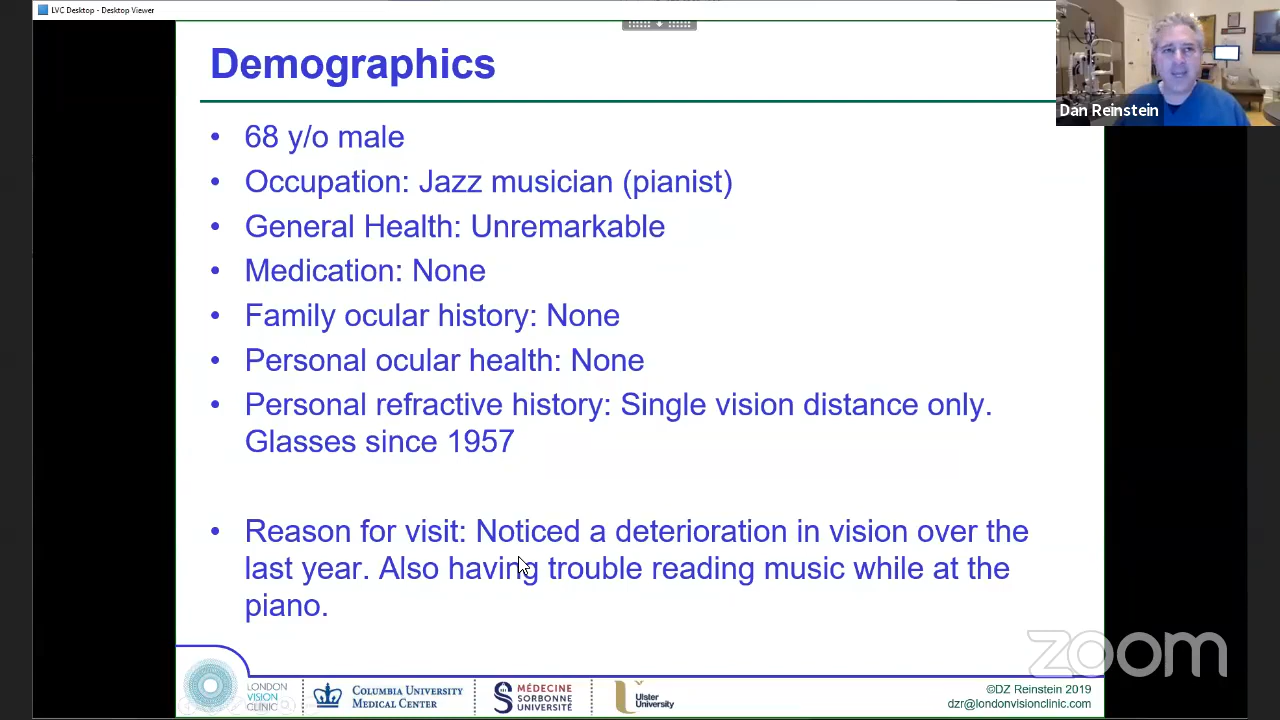 LVC Desktop - Desktop Viewer
Demographics
Dan Reinstein
• 68 y/o male
• Occupation: Jazz musician (pianist)
• General Health: Unremarkable
• Medication: None
• Family ocular history: None
• Personal ocular health: None
• Personal refractive history: Single vision distance only.
Glasses since 1957
• Reason for visit: Noticed a deterioration in vision over the
last year. Also having trouble reading music while at the
piano.
zoom
LONDON
VISION
CLINIC
COLUMBIA UNIVERSITY
MEDICAL CENTER
MÉDECINE
SORBONNE
UNIVERSITÉ
Ulster
University
©DZ Reinstein 2019
dzr@londonvisionclinic.com